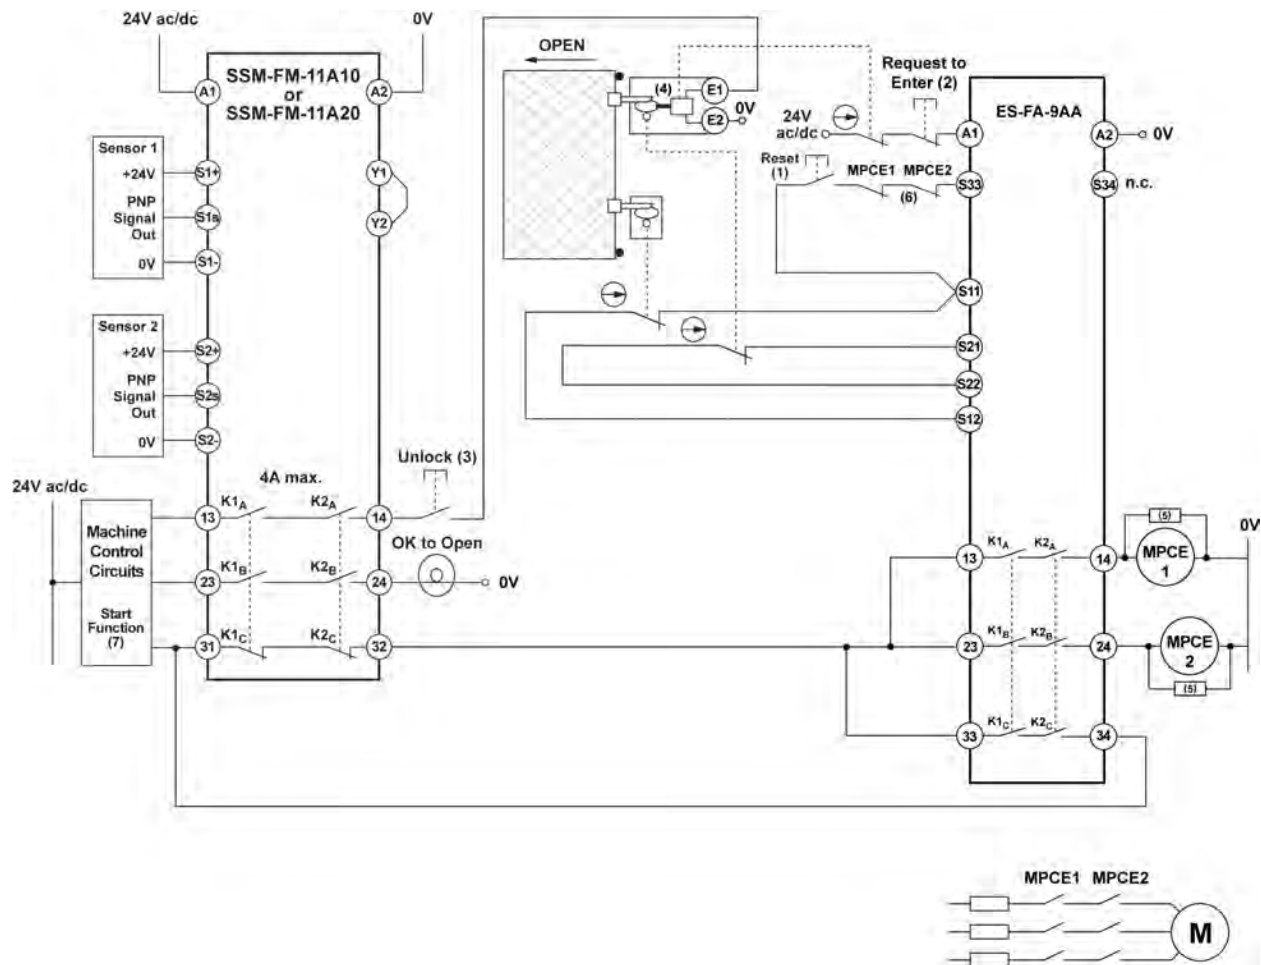 24V ac/dc
0V
SSM-FM-11A10
or
SSM-FM-11A20
A1
A2
Sensor 1
+24V
PNP
Signal
Out
0V
S1+
S1s
S1-
Y1
Y2
Sensor 2
+24V
PNP
Signal
Out
0V
S2+
S2s
S2-
24V ac/dc
4A max.
Unlock (3)
Machine
Control
Circuits
Start
Function
(7)
13
K1A
K2A
14
OK to Open
23
K1B
K2B
24
0V
31
K1C
K2C
32
OPEN
(4)
E1
E2
0V
Request to
Enter (2)
24V
ac/dc
ES-FA-9AA
A1
A2
0V
Reset
(1)
MPCE1
MPCE2
(6)
S33
S34
n.c.
S11
S21
S22
S12
13
K1A
K2A
14
(5)
MPCE
1
0V
23
K1B
K2B
24
MPCE
2
(5)
33
K1C
K2C
34
MPCE1
MPCE2
M